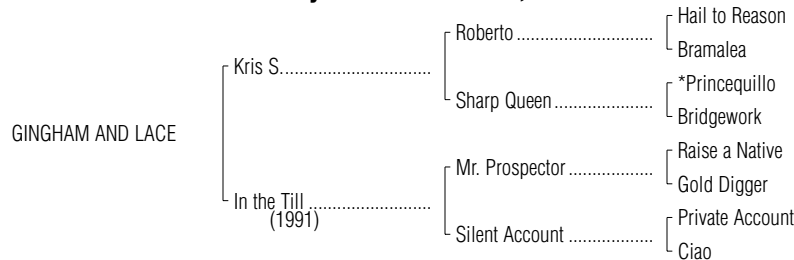 Hail to Reason
Roberto
Bramalea
Kris S.
*Princequillo
Sharp Queen
Bridgework
GINGHAM AND LACE
Raise a Native
Mr. Prospector
Gold Digger
In the Till
(1991)
Private Account
Silent Account
Ciao